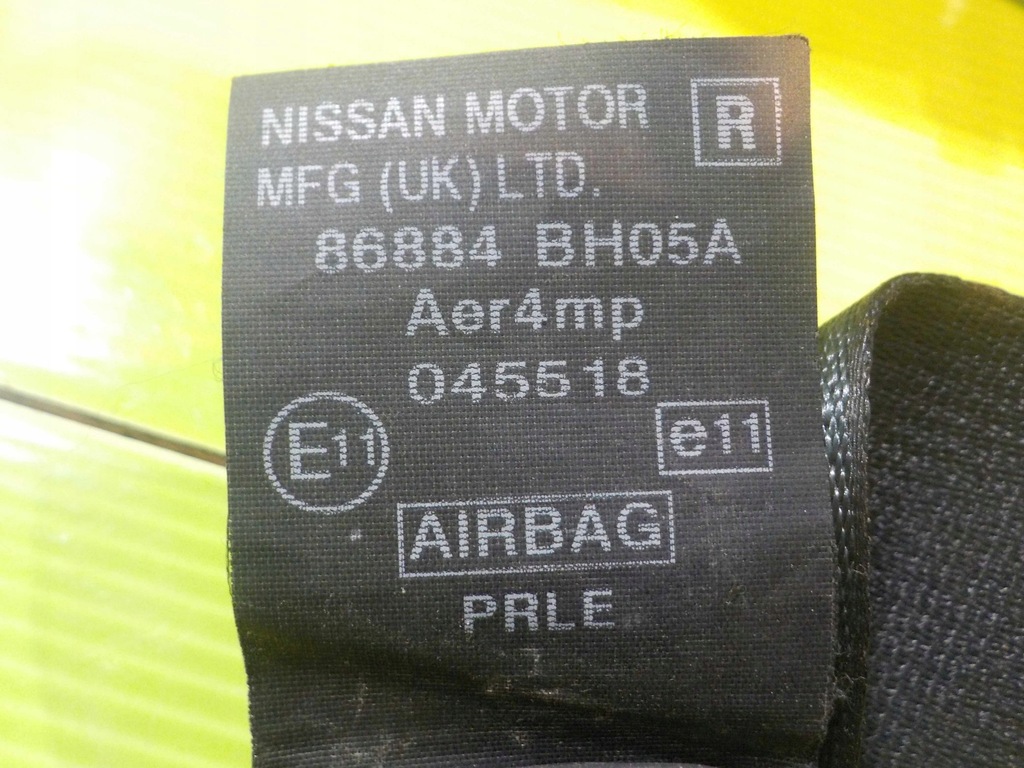 NISSAN MOTOR R
MFG (UK) LTD.
86884 BH05A
Aer4mp
045518
E11 e11
AIRBAG
PRLE